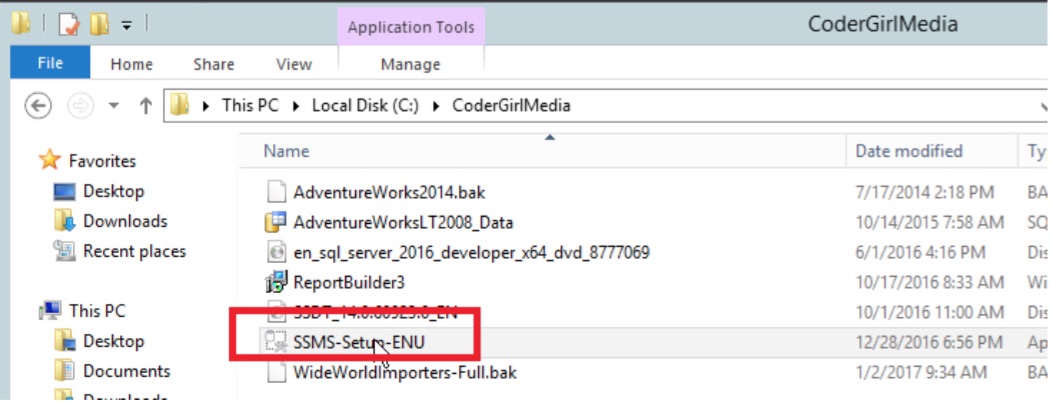 Application Tools
CoderGirlMedia
File Home Share View Manage
This PC Local Disk (C:) CoderGirlMedia
Name Date modified Ty
Favorites
Desktop
Downloads
Recent places
This PC
Desktop
Documents
Downloads
AdventureWorks2014.bak 7/17/2014 2:18 PM BA
AdventureWorksLT2008_Data 10/14/2015 7:58 AM SQ
en_sql_server_2016_developer_x64_dvd_8777069 6/1/2016 4:16 PM Dis
ReportBuilder3 10/17/2016 8:33 AM Wi
10/1/2016 11:00 AM Dis
SSMS-Setup-ENU 12/28/2016 6:56 PM Ap
WideWorldImporters-Full.bak 1/2/2017 9:34 AM BA